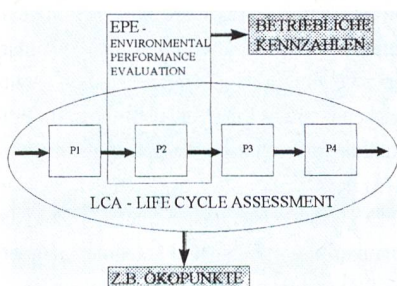 EPE -
ENVIRONMENTAL
PERFORMANCE
EVALUATION
BETRIEBLICHE
KENNZAHLEN
P1
P2
P3
P4
LCA - LIFE CYCLE ASSESSMENT
Z.B. ÖKOPUNKTE